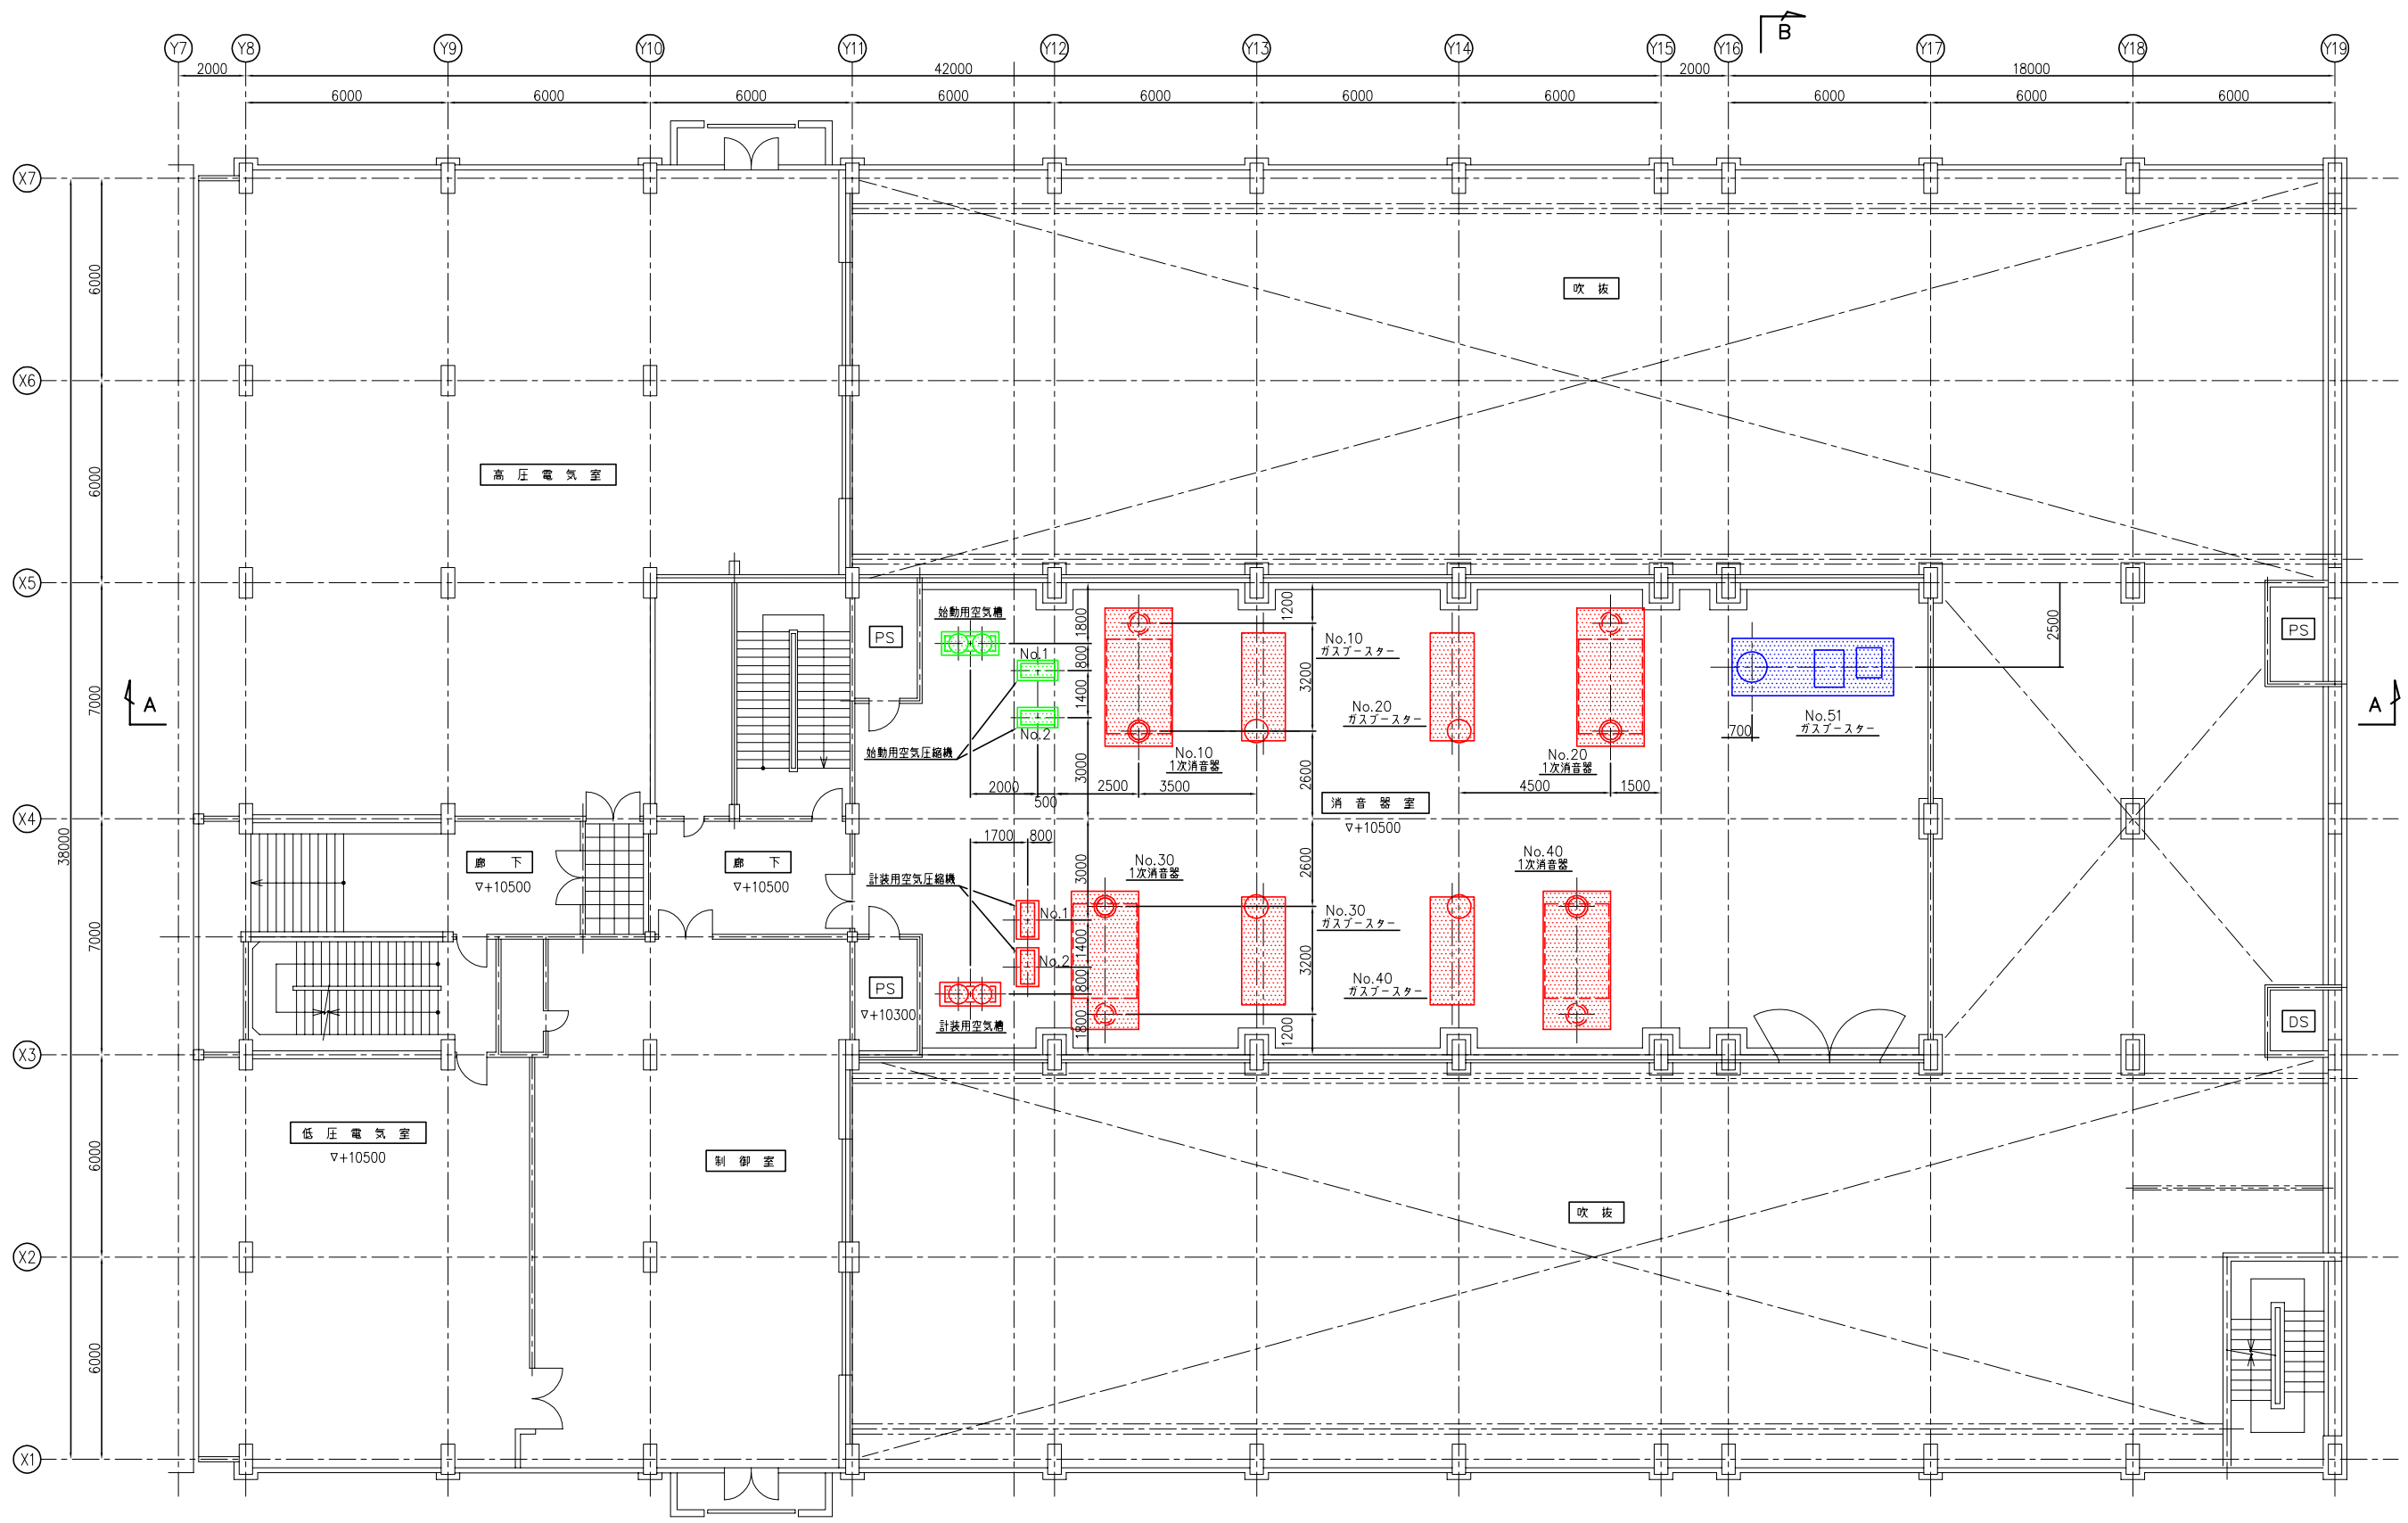 B
Y7 Y8 Y9 Y10 Y11 Y12 Y13 Y14 Y15 Y16 Y17 Y18 Y19
2000 42000 2000 18000
6000 6000 6000 6000 6000 6000 6000 6000 6000 6000
X7
6000
吹 抜
X6
6000
高 圧 電 気 室
X5
7000
A
PS
始動用空気槽
No.1
No.2
始動用空気圧縮機
1800
800
1400
3000
2000
500
2500
3500
No.10
1次消音器
1200
3200
2600
No.10
ガスブースター
No.20
ガスブースター
No.20
1次消音器
4500
1500
No.51
ガスブースター
700
2500
PS
A
消 音 器 室
▽+10500
X4
38000
7000
廊 下
▽+10500
廊 下
▽+10500
1700
800
計装用空気圧縮機
No.1
No.2
3000
1400
800
1800
No.30
1次消音器
2600
3200
1200
No.40
1次消音器
No.30
ガスブースター
No.40
ガスブースター
PS
▽+10300
計装用空気槽
DS
X3
6000
低 圧 電 気 室
▽+10500
制 御 室
吹 抜
X2
6000
X1